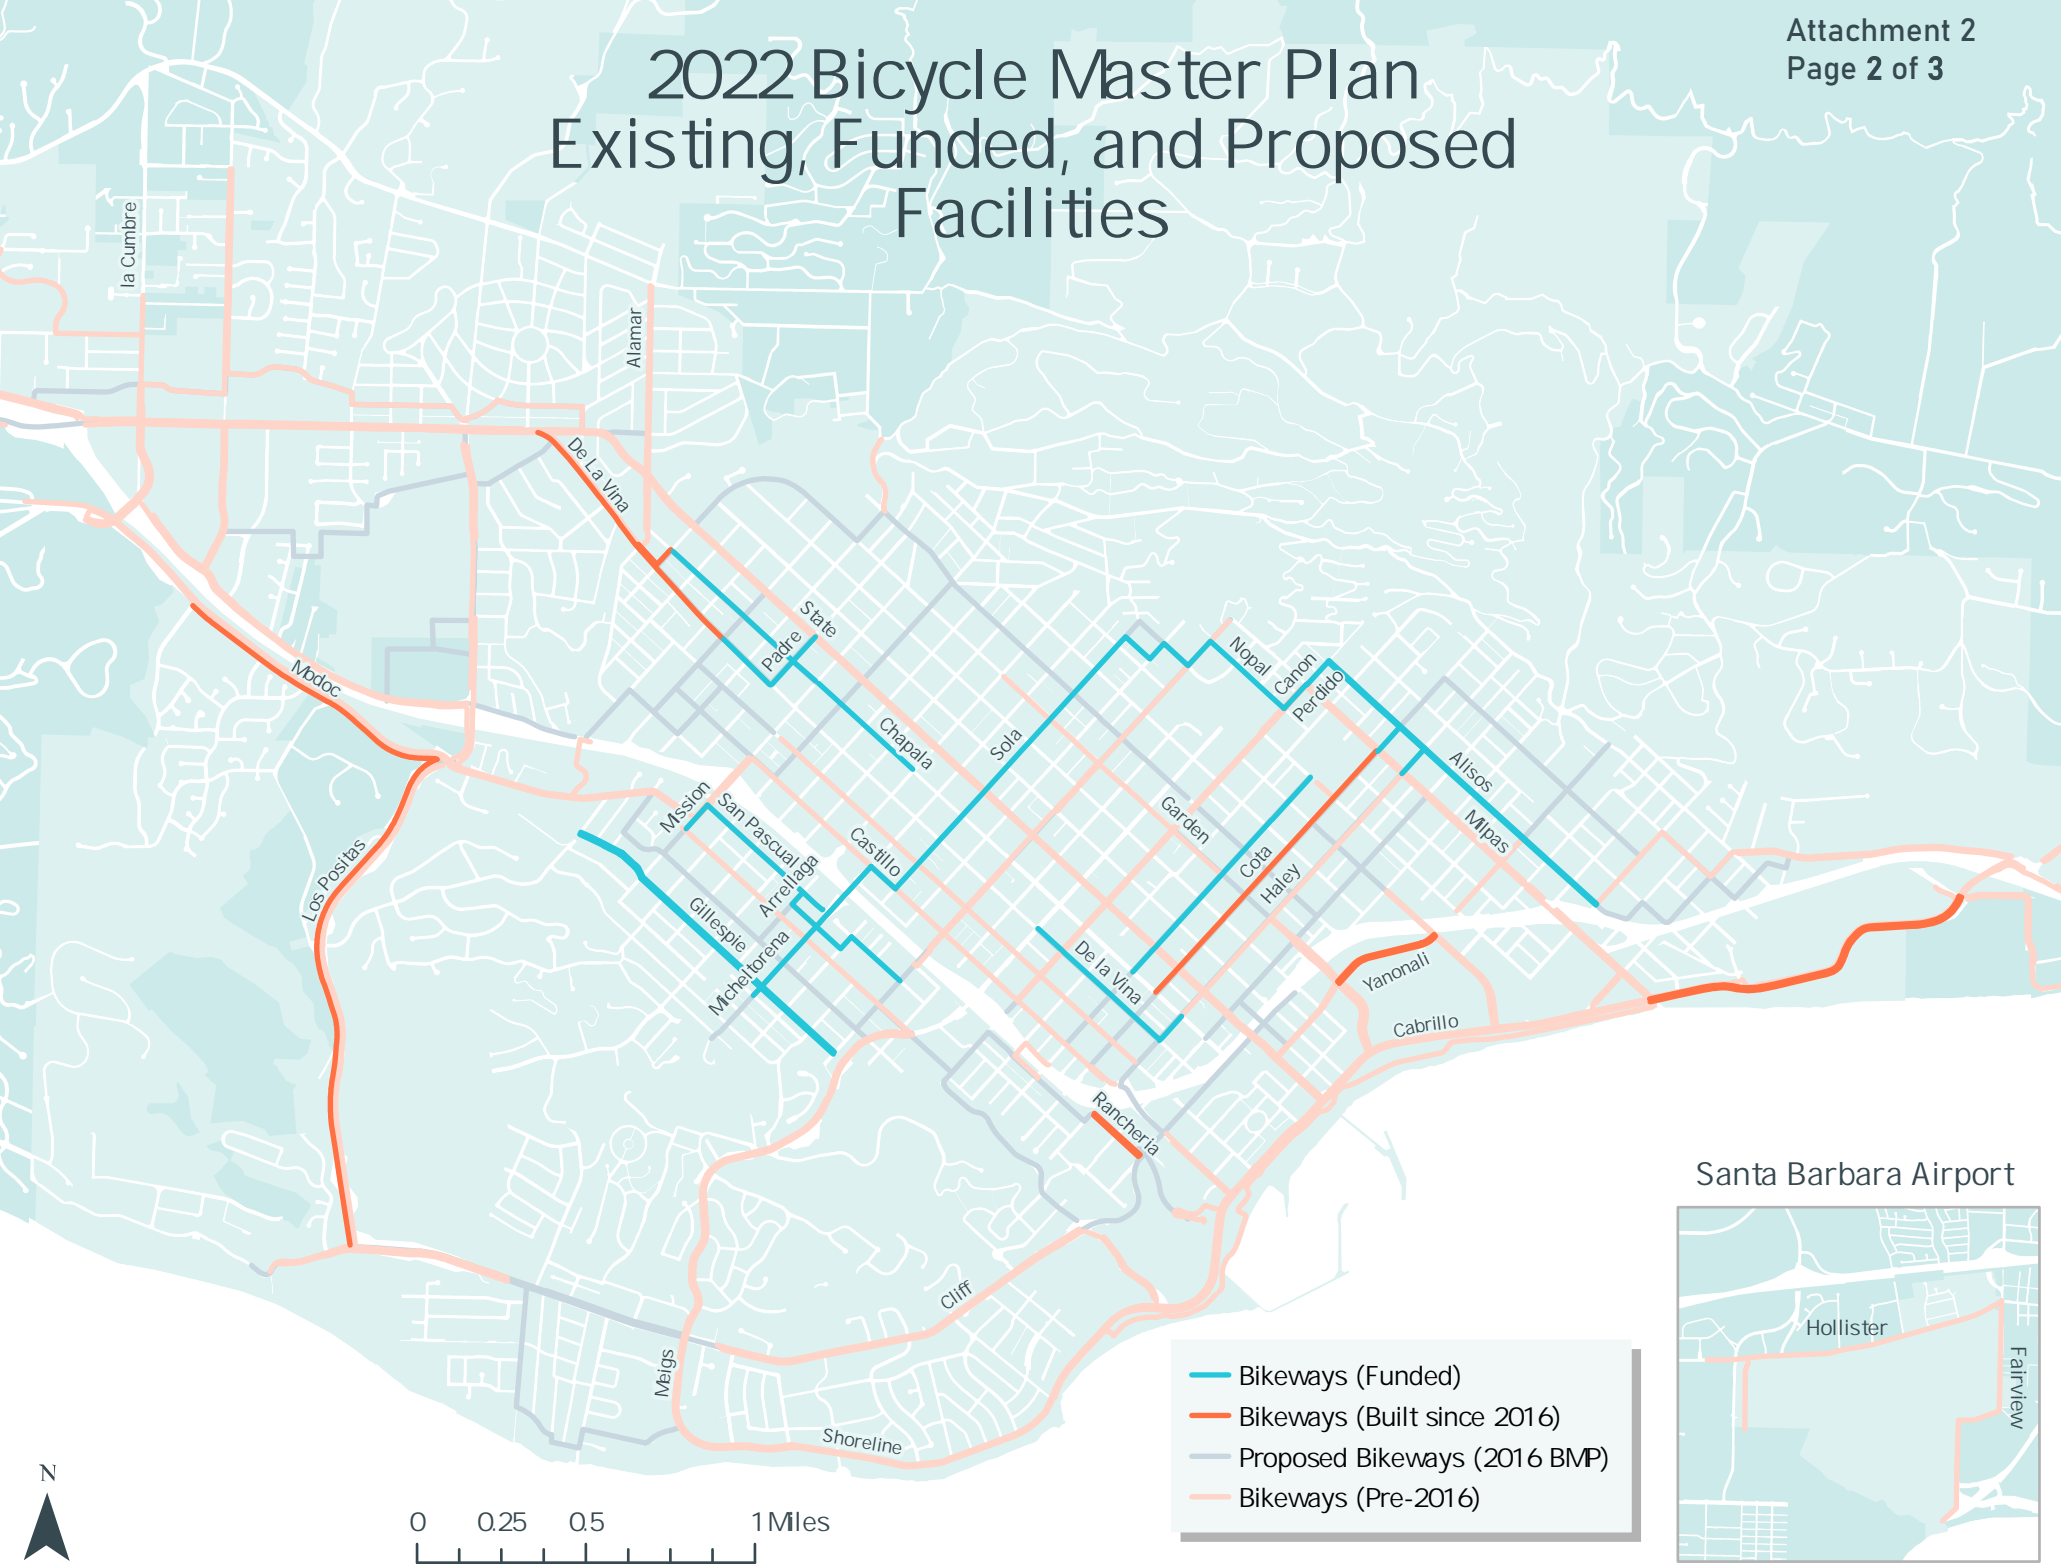 Attachment 2
Page 2 of 3
2022 Bicycle Master Plan
Existing, Funded, and Proposed
Facilities
la Cumbre
Alamar
De La Vina
State
Padre
Modoc
Chapala
Sola
Nopal
Canon
Perdido
Alisos
Milpas
Garden
Cota
Haley
Mission
San Pascual
Castillo
Arrellaga
Gillespie
Micheltorena
Los Positas
De la Vina
Yanonali
Cabrillo
Rancheria
Cliff
Meigs
Shoreline
Santa Barbara Airport
Hollister
Fairview
Bikeways (Funded)
Bikeways (Built since 2016)
Proposed Bikeways (2016 BMP)
Bikeways (Pre-2016)
N
0 0.25 0.5 1 Miles